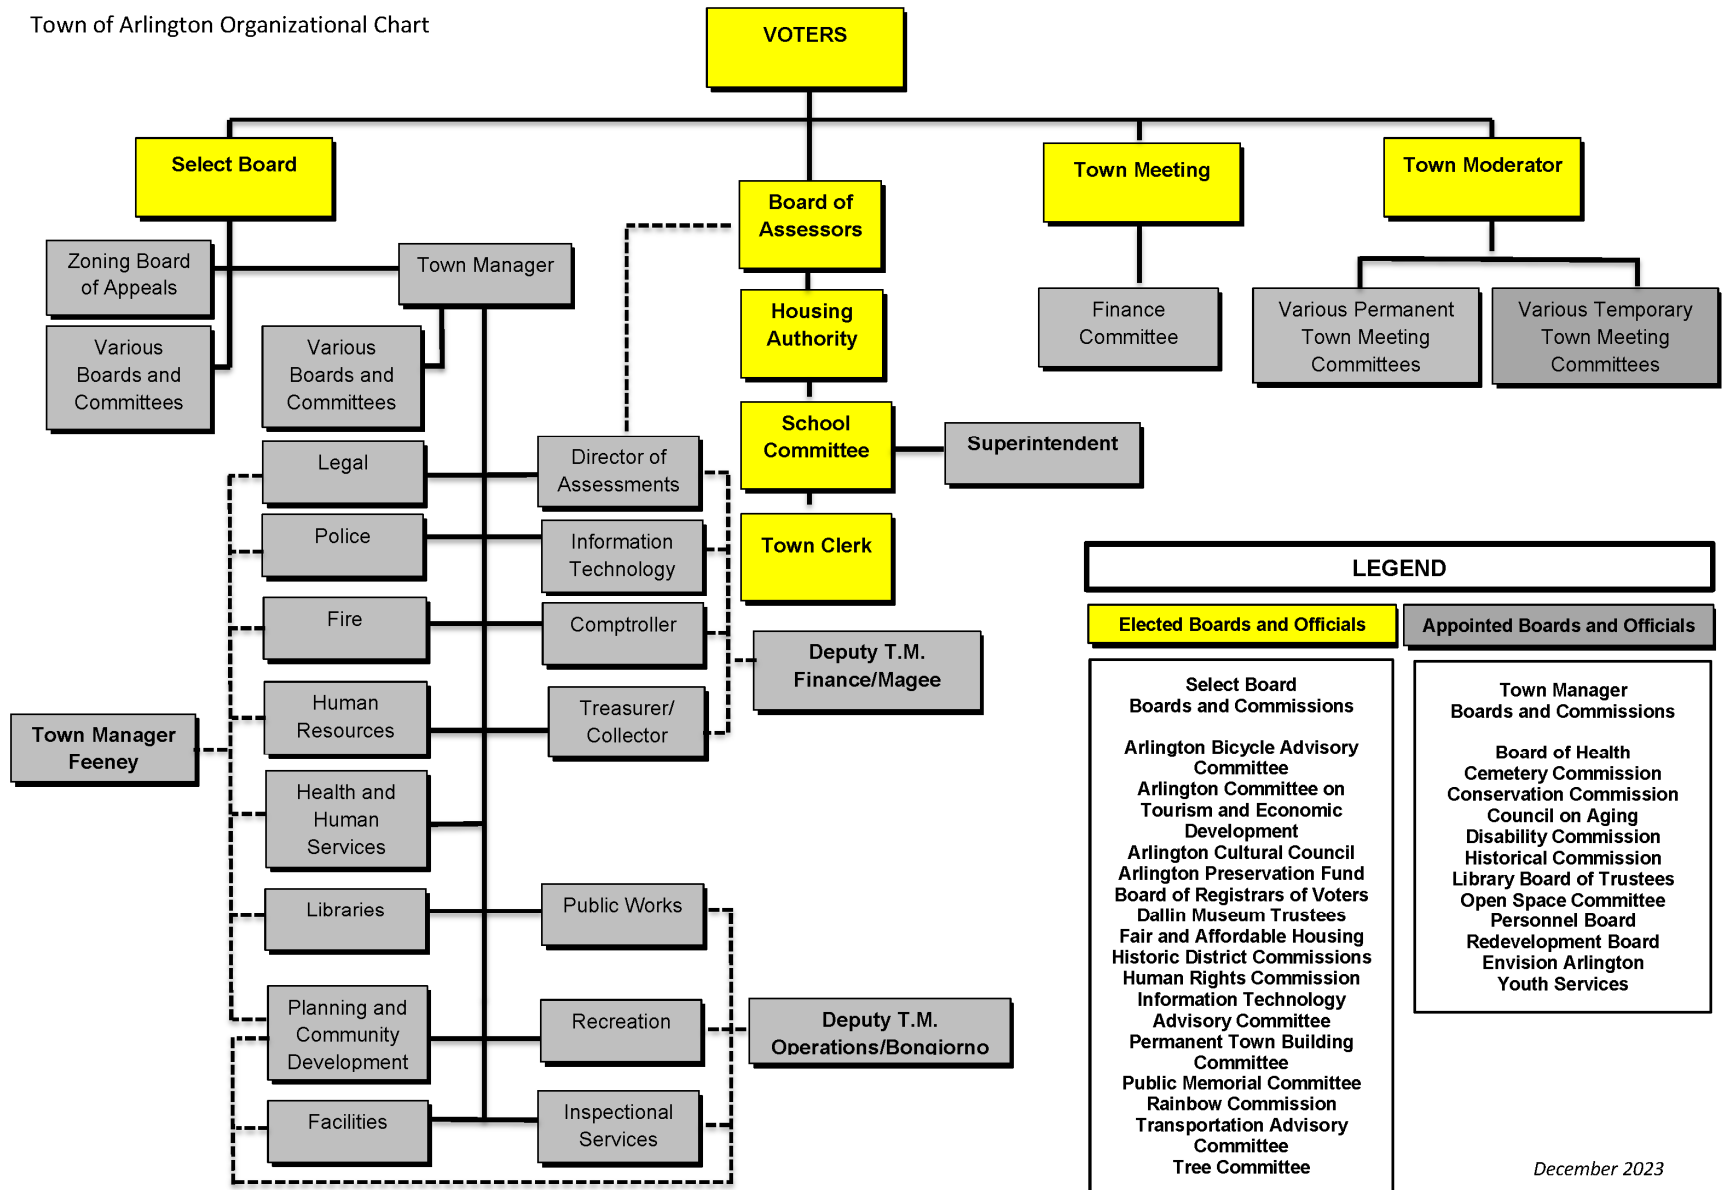 Town of Arlington Organizational Chart
VOTERS
Select Board
Town Meeting
Town Moderator
Board of
Assessors
Zoning Board
of Appeals
Town Manager
Housing
Authority
Finance
Committee
Various Permanent
Town Meeting
Committees
Various Temporary
Town Meeting
Committees
Various
Boards and
Committees
Various
Boards and
Committees
School
Committee
Superintendent
Legal
Director of
Assessments
Police
Information
Technology
Town Clerk
Fire
Comptroller
Deputy T.M.
Finance/Magee
Human
Resources
Treasurer/
Collector
Town Manager
Feeney
Health and
Human
Services
Libraries
Public Works
Planning and
Community
Development
Recreation
Deputy T.M.
Operations/Bongiorno
Facilities
Inspectional
Services
LEGEND
Elected Boards and Officials
Appointed Boards and Officials
Select Board
Boards and Commissions
Arlington Bicycle Advisory
Committee
Arlington Committee on
Tourism and Economic
Development
Arlington Cultural Council
Arlington Preservation Fund
Board of Registrars of Voters
Dallin Museum Trustees
Fair and Affordable Housing
Historic District Commissions
Human Rights Commission
Information Technology
Advisory Committee
Permanent Town Building
Committee
Public Memorial Committee
Rainbow Commission
Transportation Advisory
Committee
Tree Committee
Town Manager
Boards and Commissions
Board of Health
Cemetery Commission
Conservation Commission
Council on Aging
Disability Commission
Historical Commission
Library Board of Trustees
Open Space Committee
Personnel Board
Redevelopment Board
Envision Arlington
Youth Services
December 2023